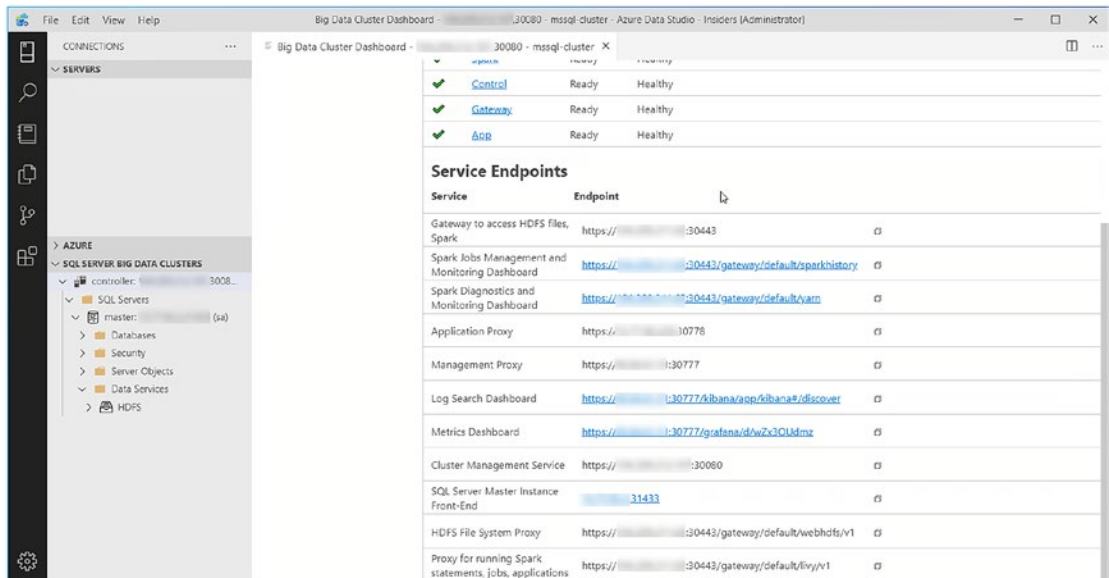 File Edit View Help
Big Data Cluster Dashboard - .30080 - mssql-cluster - Azure Data Studio - Insiders [Administrator]
CONNECTIONS ...
Big Data Cluster Dashboard - 30080 - mssql-cluster
SERVERS
Spark Ready Healthy
Control Ready Healthy
Gateway Ready Healthy
App Ready Healthy
Service Endpoints
Service Endpoint
Gateway to access HDFS files,
Spark
https:// :30443
Spark Jobs Management and
Monitoring Dashboard
https:// :30443/gateway/default/sparkhistory
Spark Diagnostics and
Monitoring Dashboard
https:// :30443/gateway/default/yarn
Application Proxy https:// 30778
Management Proxy https:// :30777
Log Search Dashboard https:// :30777/kibana/app/kibana#/discover
Metrics Dashboard https:// :30777/grafana/d/wZx3OUdmz
Cluster Management Service https:// :30080
SQL Server Master Instance
Front-End
31433
HDFS File System Proxy https:// :30443/gateway/default/webhdfs/v1
Proxy for running Spark
statements, jobs, applications
https:// :30443/gateway/default/livy/v1
AZURE
SQL SERVER BIG DATA CLUSTERS
controller: 3008...
SQL Servers
master: (sa)
Databases
Security
Server Objects
Data Services
HDFS